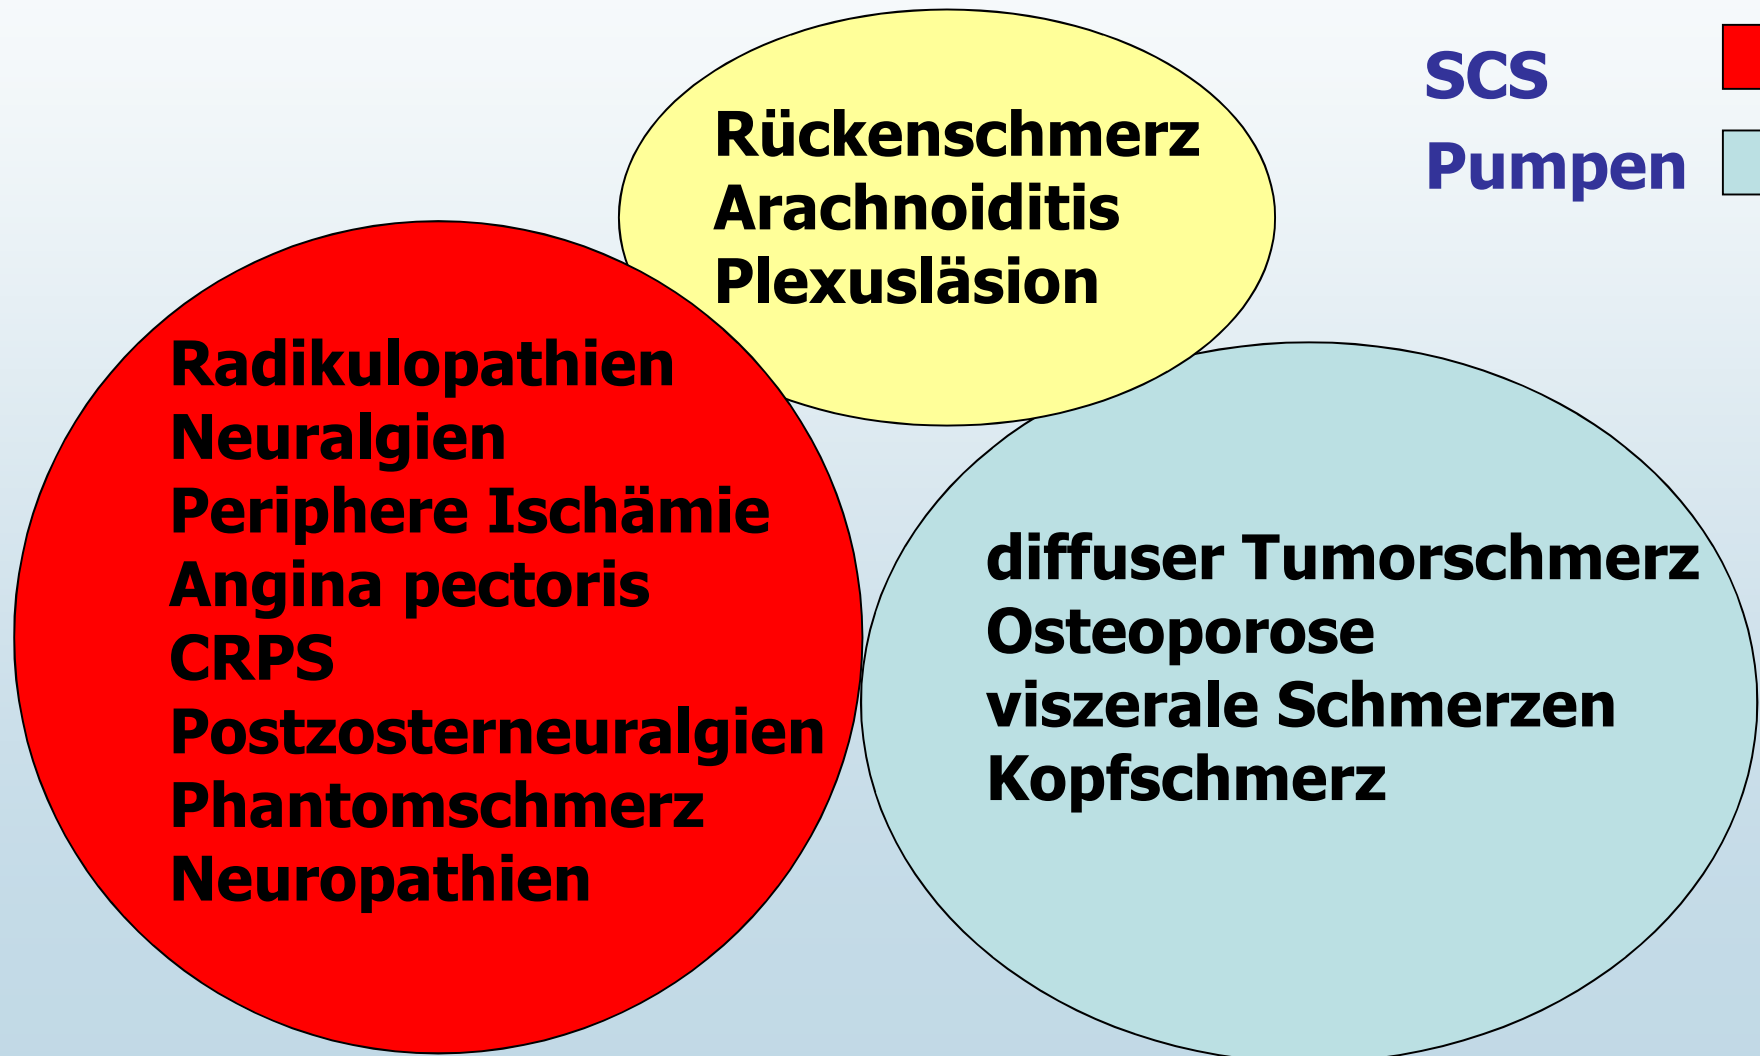 SCS
Pumpen
Rückenschmerz
Arachnoiditis
Plexusläsion
Radikulopathien
Neuralgien
Periphere Ischämie
Angina pectoris
CRPS
Postzosterneuralgien
Phantomschmerz
Neuropathien
diffuser Tumorschmerz
Osteoporose
viszerale Schmerzen
Kopfschmerz